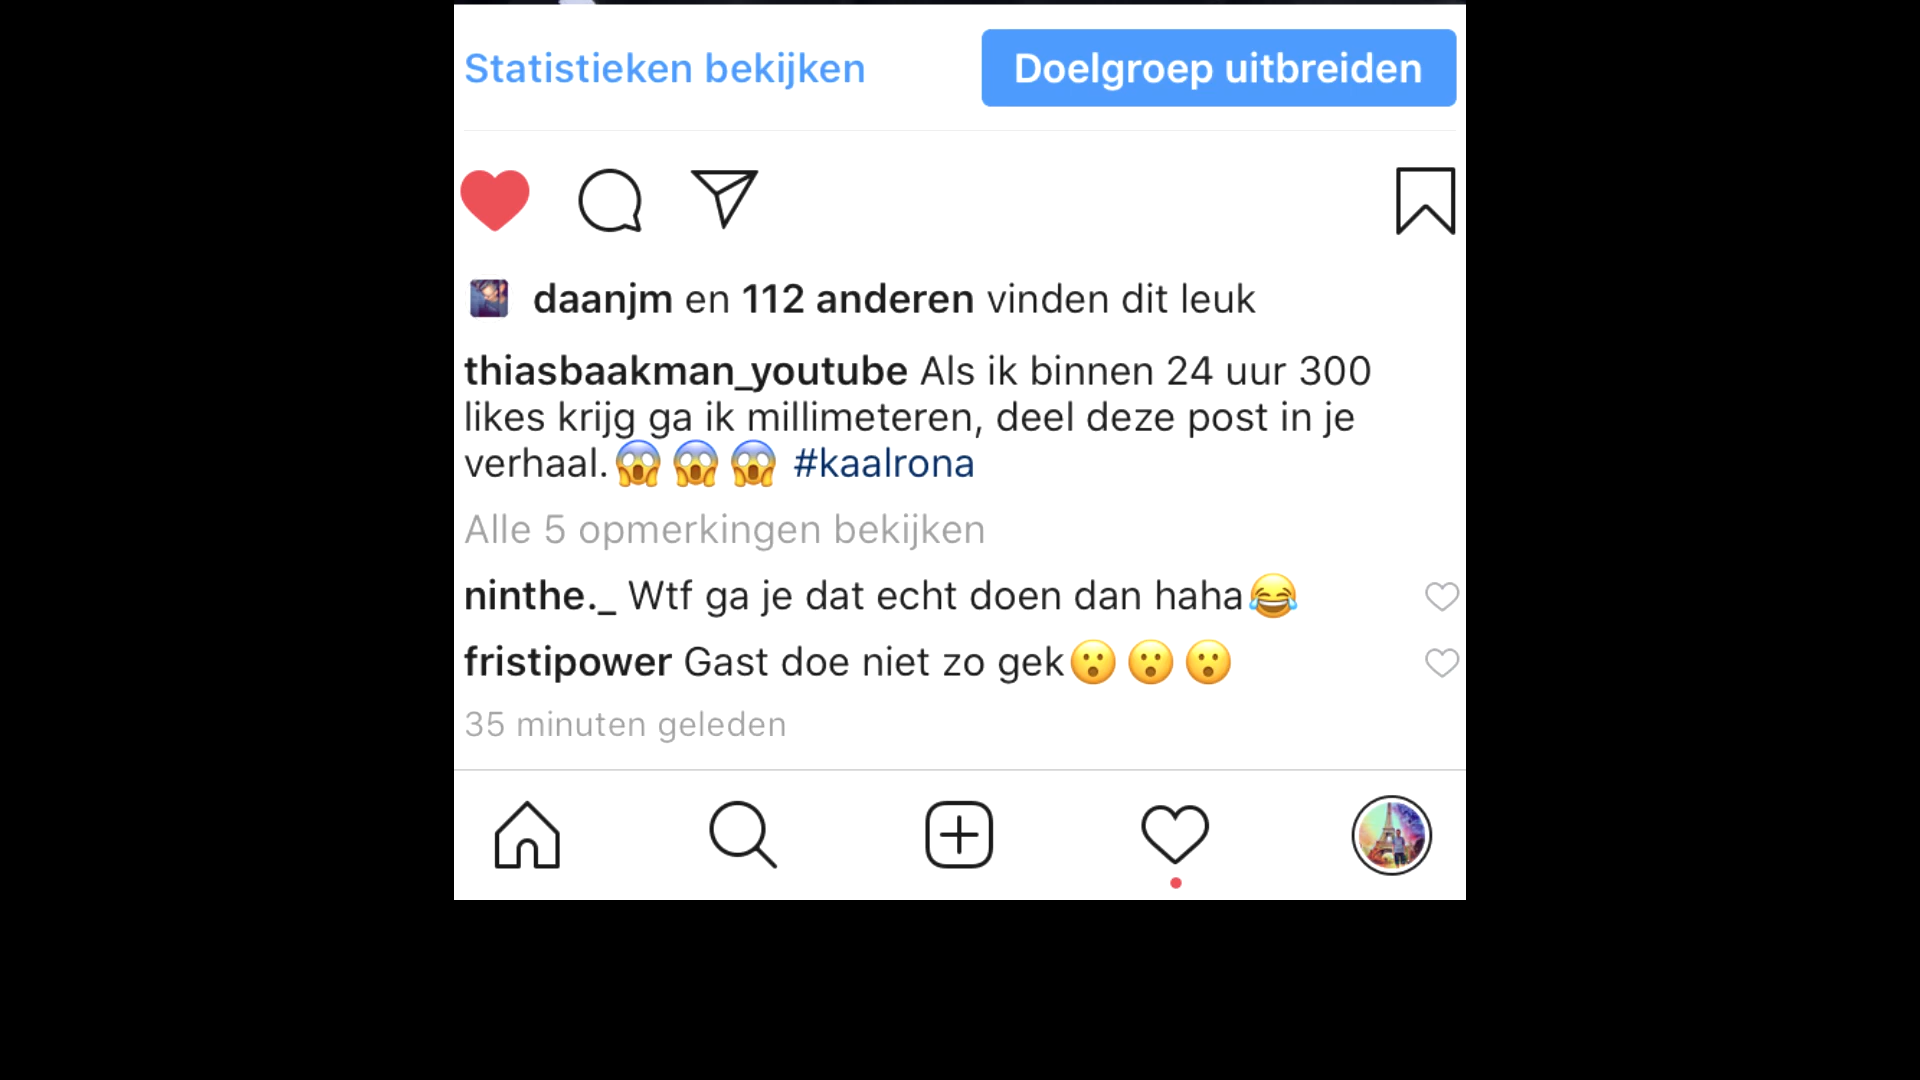 Statistieken bekijken
Doelgroep uitbreiden
daanjm en 112 anderen vinden dit leuk
thiasbaakman_youtube Als ik binnen 24 uur 300
likes krijg ga ik millimeteren, deel deze post in je
verhaal.😱😱😱 #kaalrona
Alle 5 opmerkingen bekijken
ninthe._ Wtf ga je dat echt doen dan haha😂
fristipower Gast doe niet zo gek😮😮😮
35 minuten geleden